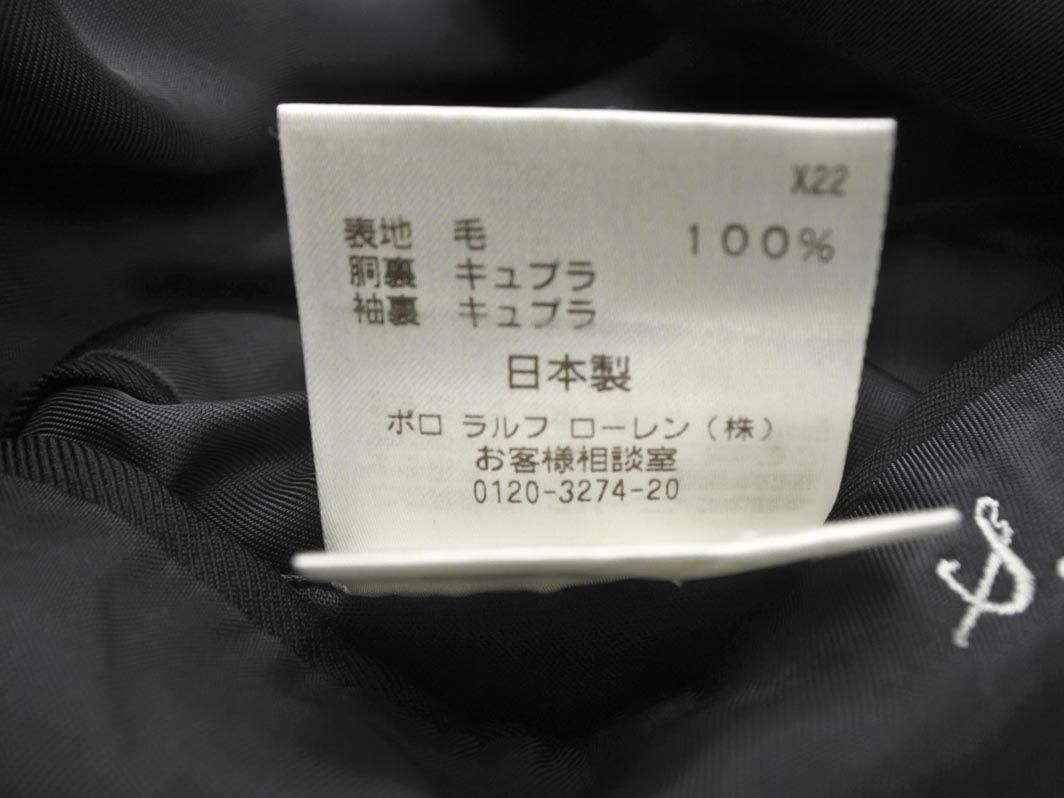 X22
表地 毛 100%
胴裏 キュプラ
袖裏 キュプラ
日本製
ポロ ラルフ ローレン(株)
お客様相談室
0120-3274-20
S.